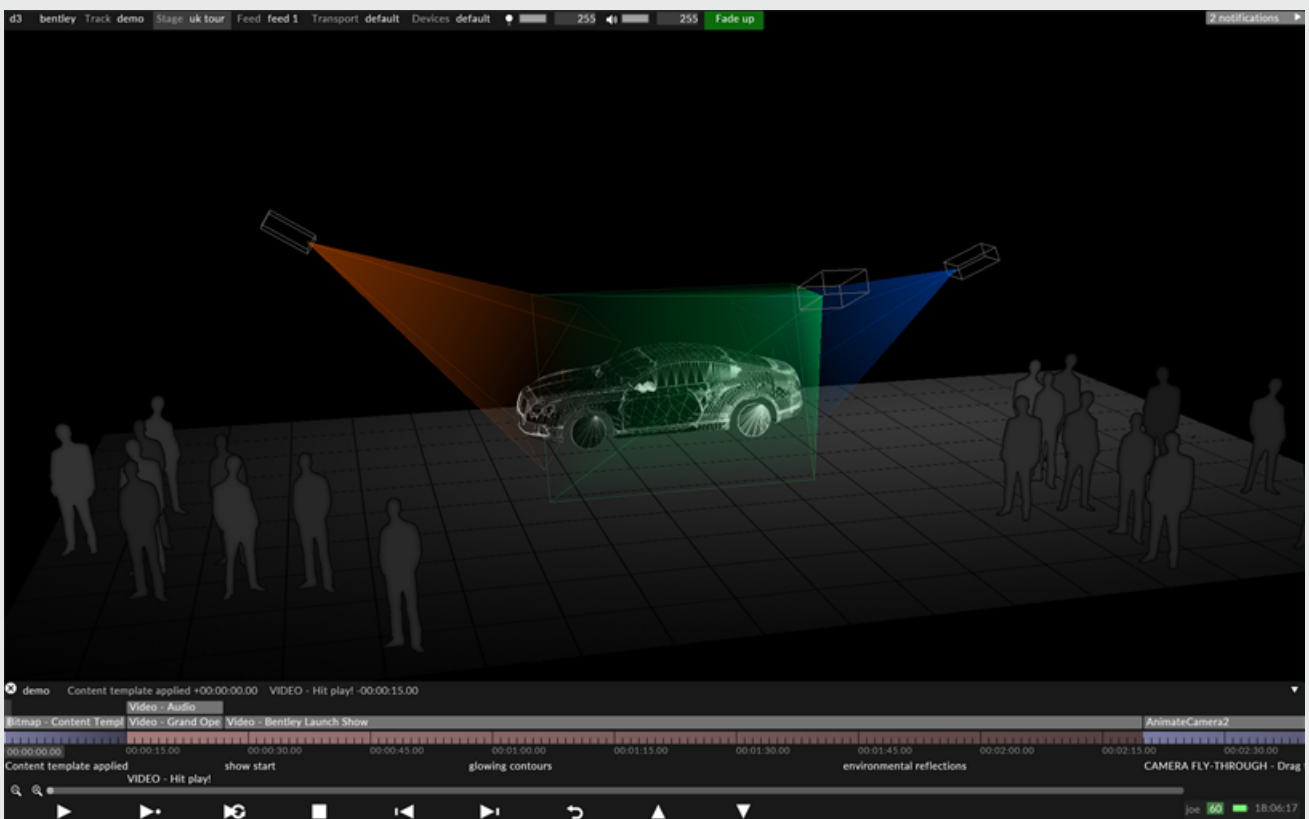 d3 bentley Track demo Stage uk tour Feed feed 1 Transport default Devices default 255 255 Fade up 2 notifications
demo Content template applied +00:00:00.00 VIDEO - Hit play! -00:00:15.00
Video - Audio
Bitmap - Content Templ Video - Grand Ope Video - Bentley Launch Show AnimateCamera2
00:00:00.00 00:00:15.00 00:00:30.00 00:00:45.00 00:01:00.00 00:01:15.00 00:01:30.00 00:01:45.00 00:02:00.00 00:02:15.00 00:02:30.00
Content template applied show start glowing contours environmental reflections CAMERA FLY-THROUGH - Drag
VIDEO - Hit play!
joe 60 18:06:17